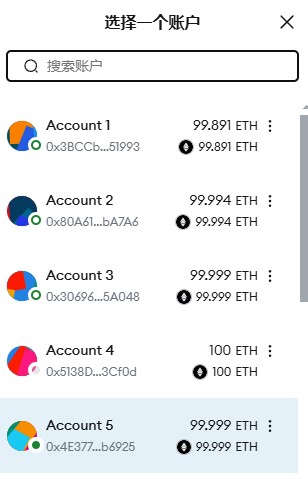 选择一个账户
搜索账户
Account 1 99.891 ETH
0x3BCCb...51993 99.891 ETH
Account 2 99.994 ETH
0x80A61...bA7A6 99.994 ETH
Account 3 99.999 ETH
0x30696...5A048 99.999 ETH
Account 4 100 ETH
0x5138D...3Cf0d 100 ETH
Account 5 99.999 ETH
0x4E377...b6925 99.999 ETH